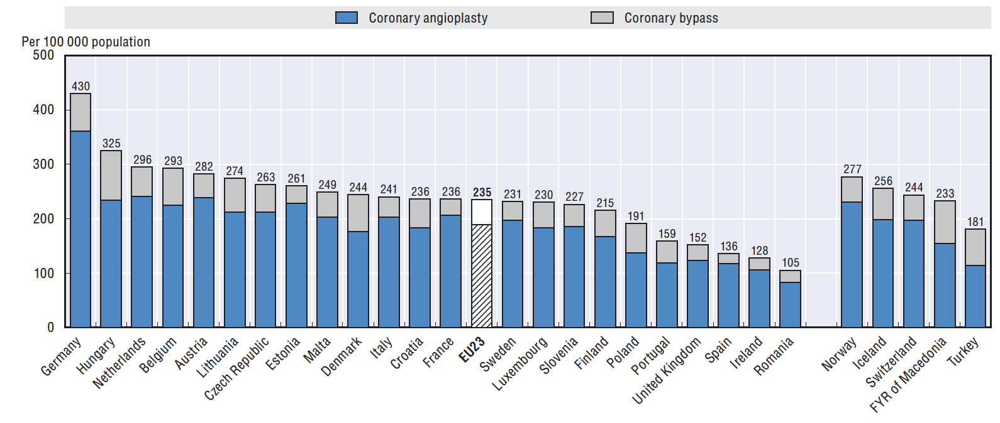 Coronary angioplasty Coronary bypass
Per 100 000 population
500
400
300
200
100
0
430 325 296 293 282 274 263 261 249 244 241 236 236 235 231 230 227 215 191 159 152 136 128 105 277 256 244 233 181
Germany
Hungary
Netherlands
Belgium
Austria
Lithuania
Czech Republic
Estonia
Malta
Denmark
Italy
Croatia
France
EU23
Sweden
Luxembourg
Slovenia
Finland
Poland
Portugal
United Kingdom
Spain
Ireland
Romania
Norway
Iceland
Switzerland
FYR of Macedonia
Turkey